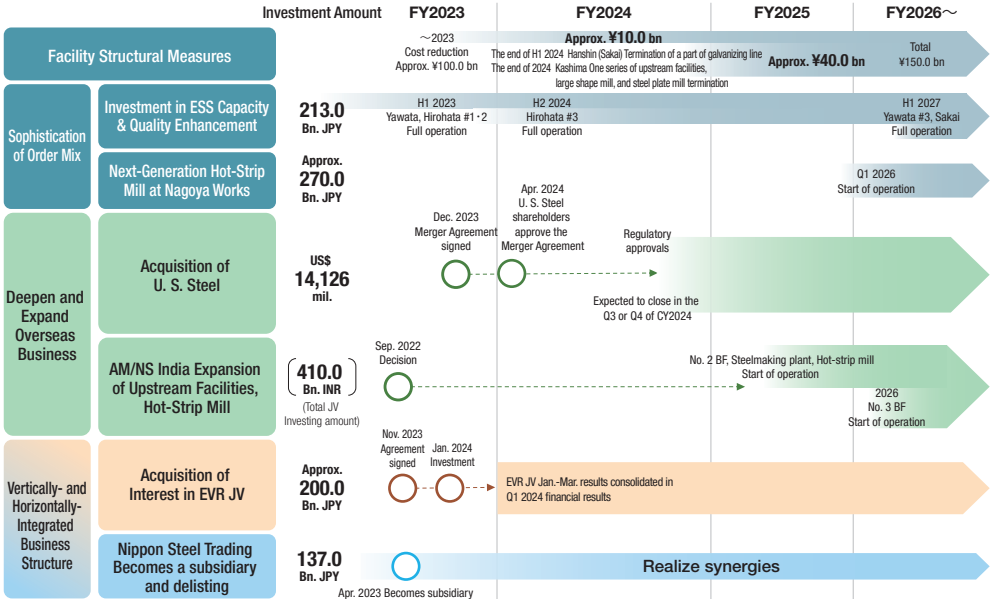 Investment Amount
FY2023
FY2024
FY2025
FY2026～
Facility Structural Measures
～2023
Cost reduction
Approx. ¥100.0 bn
Approx. ¥10.0 bn
The end of H1 2024 Hanshin (Sakai) Termination of a part of galvanizing line
The end of 2024 Kashima One series of upstream facilities,
large shape mill, and steel plate mill termination
Approx. ¥40.0 bn
Total
¥150.0 bn
Sophistication
of Order Mix
Investment in ESS Capacity
& Quality Enhancement
213.0
Bn. JPY
H1 2023
Yawata, Hirohata #1・2
Full operation
H2 2024
Hirohata #3
Full operation
H1 2027
Yawata #3, Sakai
Full operation
Next-Generation Hot-Strip
Mill at Nagoya Works
Approx.
270.0
Bn. JPY
Q1 2026
Start of operation
Deepen and
Expand
Overseas
Business
Acquisition of
U. S. Steel
US$
14,126
mil.
Dec. 2023
Merger Agreement
signed
Apr. 2024
U. S. Steel
shareholders
approve the
Merger Agreement
Regulatory
approvals
Expected to close in the
Q3 or Q4 of CY2024
AM/NS India Expansion
of Upstream Facilities,
Hot-Strip Mill
410.0
Bn. INR
(Total JV
Investing amount)
Sep. 2022
Decision
No. 2 BF, Steelmaking plant, Hot-strip mill
Start of operation
2026
No. 3 BF
Start of operation
Vertically- and
Horizontally-
Integrated
Business
Structure
Acquisition of
Interest in EVR JV
Approx.
200.0
Bn. JPY
Nov. 2023
Agreement
signed
Jan. 2024
Investment
EVR JV Jan.-Mar. results consolidated in
Q1 2024 financial results
Nippon Steel Trading
Becomes a subsidiary
and delisting
137.0
Bn. JPY
Apr. 2023 Becomes subsidiary
Realize synergies